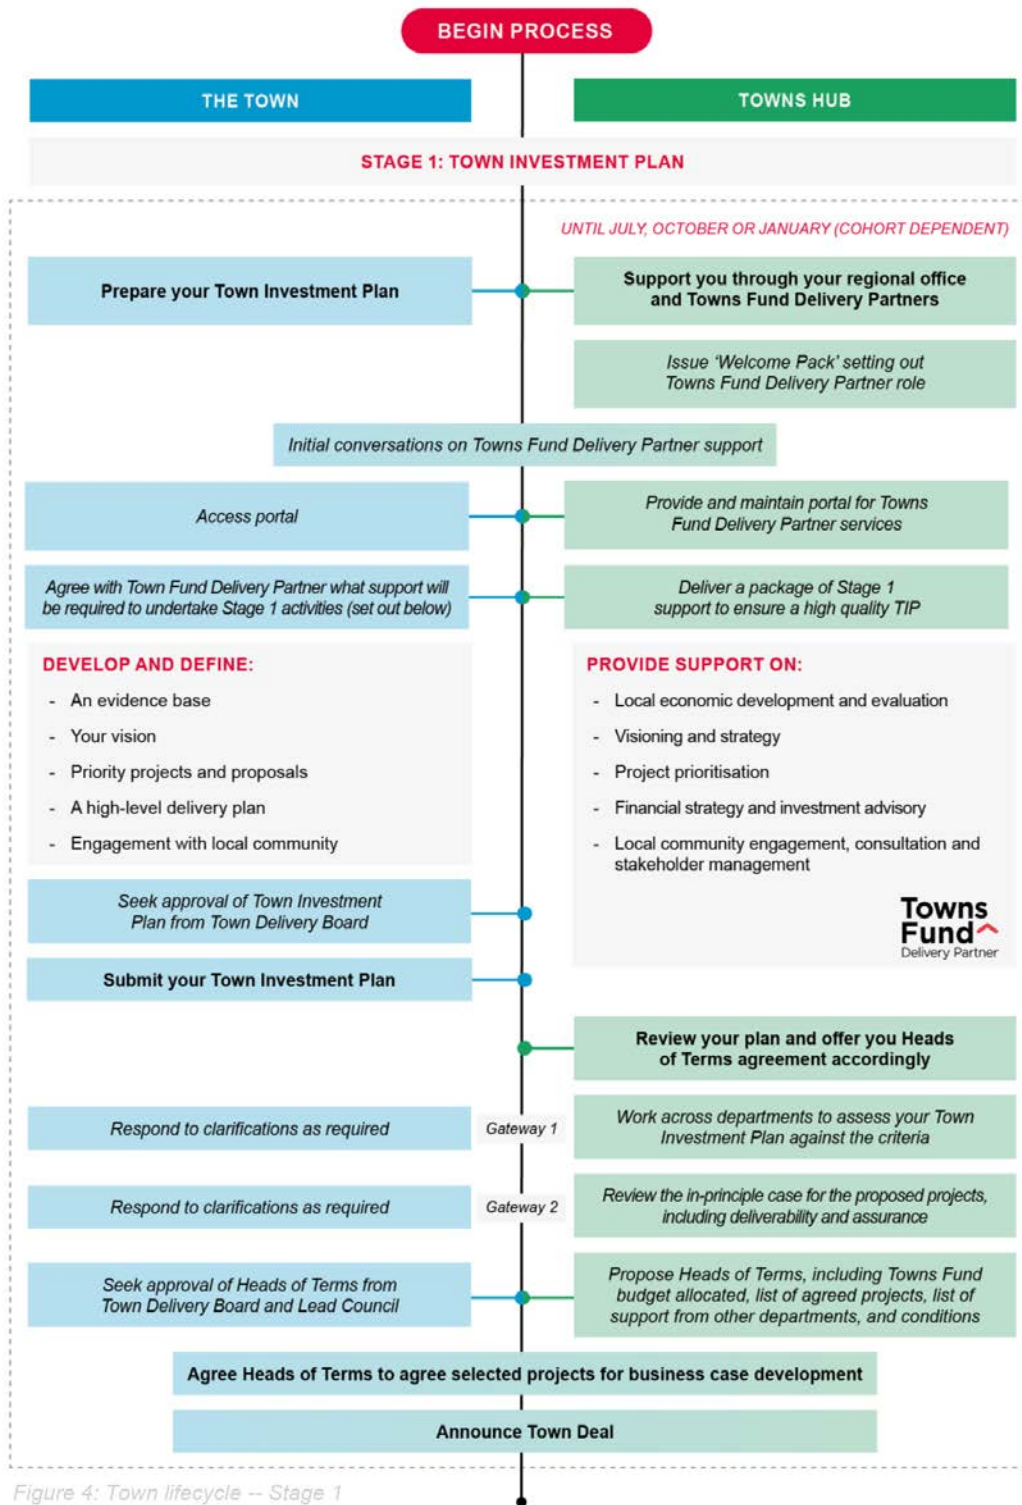 BEGIN PROCESS
THE TOWN
TOWNS HUB
STAGE 1: TOWN INVESTMENT PLAN
UNTIL JULY, OCTOBER OR JANUARY (COHORT DEPENDENT)
Prepare your Town Investment Plan
Support you through your regional office
and Towns Fund Delivery Partners
Issue ‘Welcome Pack’ setting out
Towns Fund Delivery Partner role
Initial conversations on Towns Fund Delivery Partner support
Access portal
Provide and maintain portal for Towns
Fund Delivery Partner services
Agree with Town Fund Delivery Partner what support will
be required to undertake Stage 1 activities (set out below)
Deliver a package of Stage 1
support to ensure a high quality TIP
DEVELOP AND DEFINE:
- An evidence base
- Your vision
- Priority projects and proposals
- A high-level delivery plan
- Engagement with local community
PROVIDE SUPPORT ON:
- Local economic development and evaluation
- Visioning and strategy
- Project prioritisation
- Financial strategy and investment advisory
- Local community engagement, consultation and
stakeholder management
Towns
Fund
Delivery Partner
Seek approval of Town Investment
Plan from Town Delivery Board
Submit your Town Investment Plan
Review your plan and offer you Heads
of Terms agreement accordingly
Respond to clarifications as required
Gateway 1
Work across departments to assess your Town
Investment Plan against the criteria
Respond to clarifications as required
Gateway 2
Review the in-principle case for the proposed projects,
including deliverability and assurance
Seek approval of Heads of Terms from
Town Delivery Board and Lead Council
Propose Heads of Terms, including Towns Fund
budget allocated, list of agreed projects, list of
support from other departments, and conditions
Agree Heads of Terms to agree selected projects for business case development
Announce Town Deal
Figure 4: Town lifecycle -- Stage 1